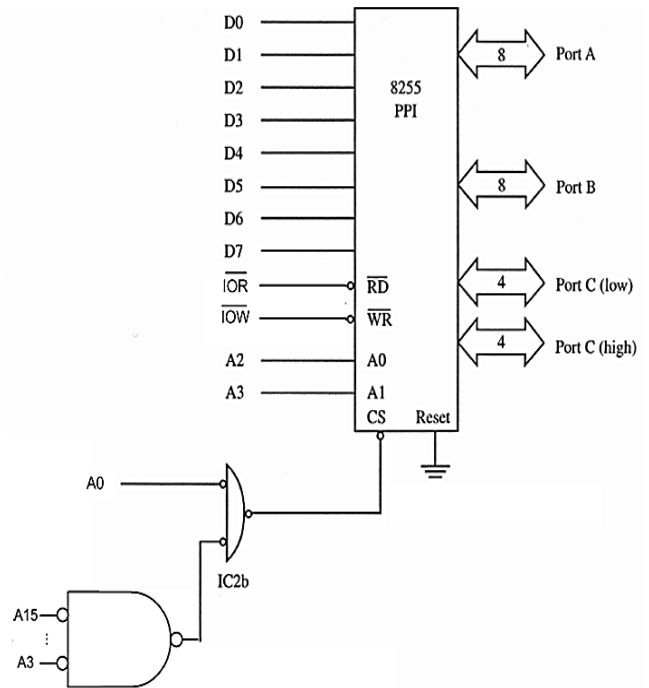 D0
D1
D2
D3
D4
D5
D6
D7
IOR
IOW
A2
A3
8255
PPI
RD
WR
A0
A1
CS Reset
8 Port A
8 Port B
4 Port C (low)
4 Port C (high)
A0
IC2b
A15
⋮
A3